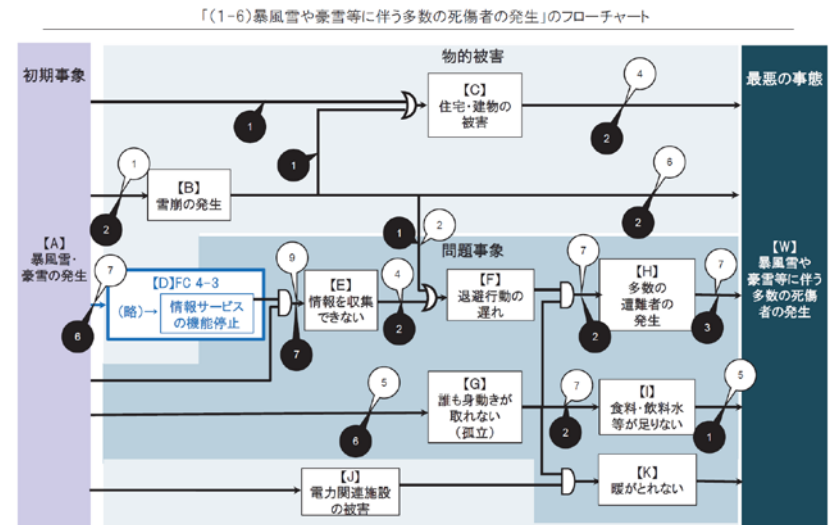 「(1-6)暴風雪や豪雪等に伴う多数の死傷者の発生」のフローチャート
初期事象
物的被害
最悪の事態
【C】
住宅・建物の
被害
4
2
1
1
1
2
【B】
雪崩の発生
6
2
1
2
問題事象
【A】
暴風雪・
豪雪の発生
7
6
【D】FC 4-3
(略)→
情報サービス
の機能停止
9
7
【E】
情報を収集
できない
4
2
【F】
退避行動の
遅れ
7
2
【H】
多数の
遭難者の
発生
7
3
【W】
暴風雪や
豪雪等に伴う
多数の死傷
者の発生
5
6
【G】
誰も身動きが
取れない
(孤立)
7
2
【I】
食料・飲料水
等が足りない
5
1
【J】
電力関連施設
の被害
【K】
暖がとれない